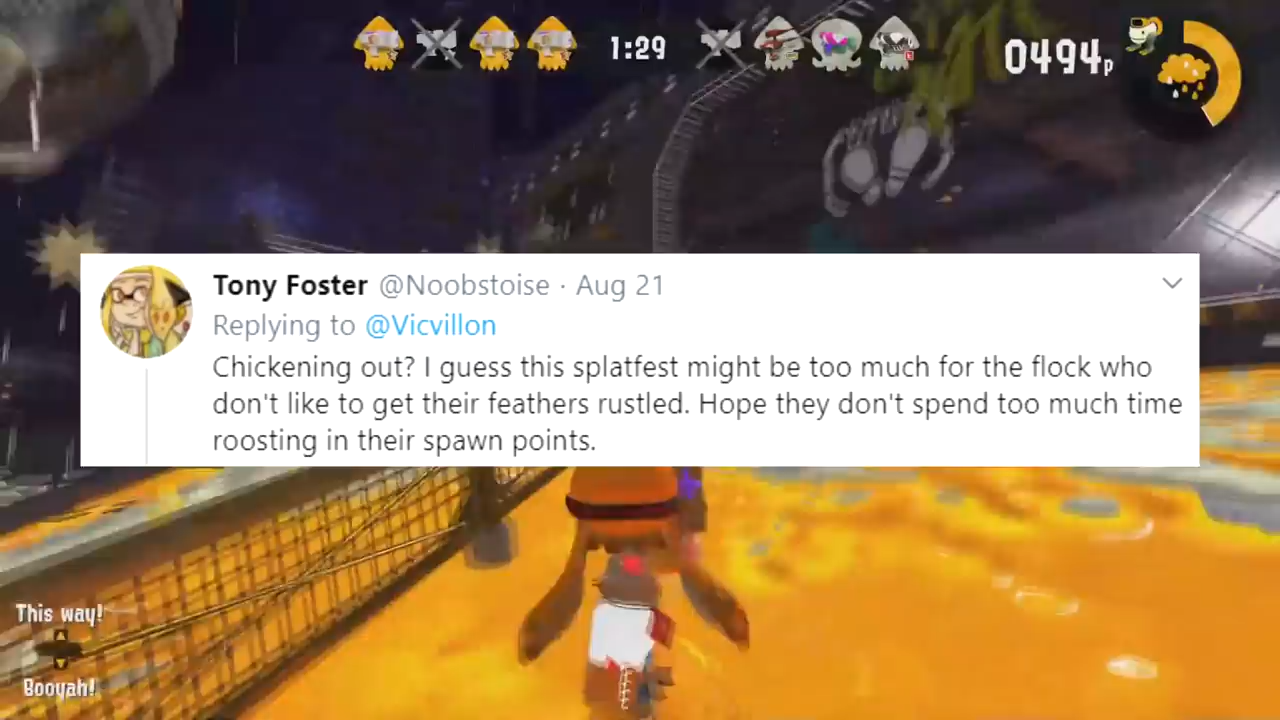 1:29
0494p
Tony Foster @Noobstoise · Aug 21
Replying to @Vicvillon
Chickening out? I guess this splatfest might be too much for the flock who
don't like to get their feathers rustled. Hope they don't spend too much time
roosting in their spawn points.
This way!
Booyah!